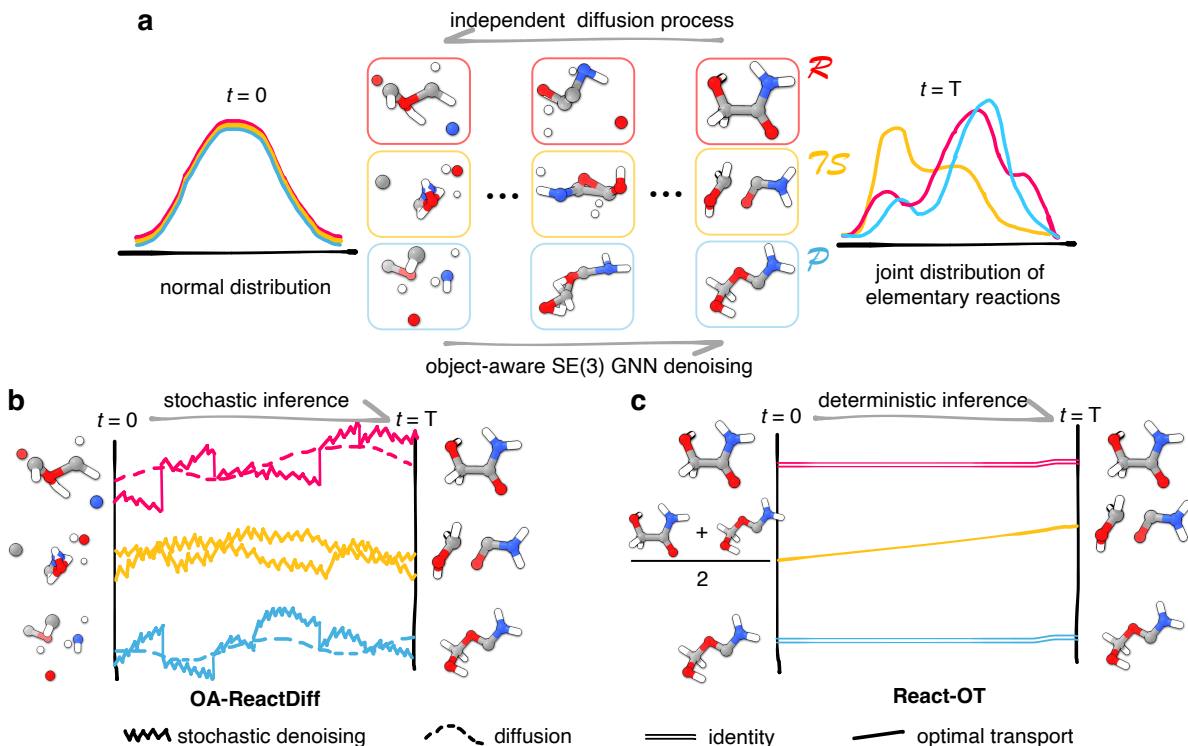 a
independent diffusion process
t = 0
R
TS
P
t = T
...
...
normal distribution
joint distribution of
elementary reactions
object-aware SE(3) GNN denoising
b
stochastic inference
t = 0
t = T
OA-ReactDiff
c
deterministic inference
t = 0
t = T
+
2
React-OT
stochastic denoising
diffusion
identity
optimal transport